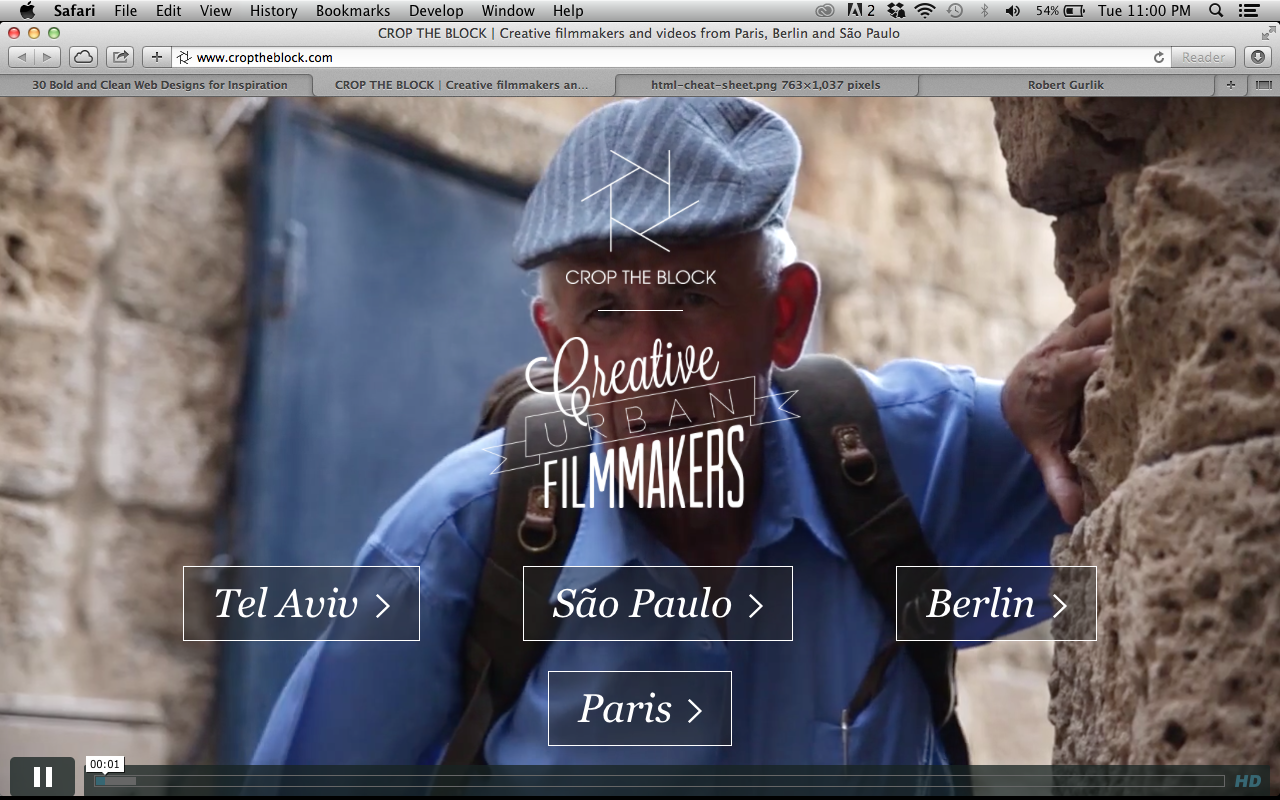 Safari File Edit View History Bookmarks Develop Window Help 2 54% Tue 11:00 PM
CROP THE BLOCK | Creative filmmakers and videos from Paris, Berlin and São Paulo
www.croptheblock.com Reader
30 Bold and Clean Web Designs for Inspiration CROP THE BLOCK | Creative filmmakers an... html-cheat-sheet.png 763×1,037 pixels Robert Gurlik
CROP THE BLOCK
Creative
URBAN
FILMMAKERS
Tel Aviv São Paulo Berlin
Paris
00:01
HD